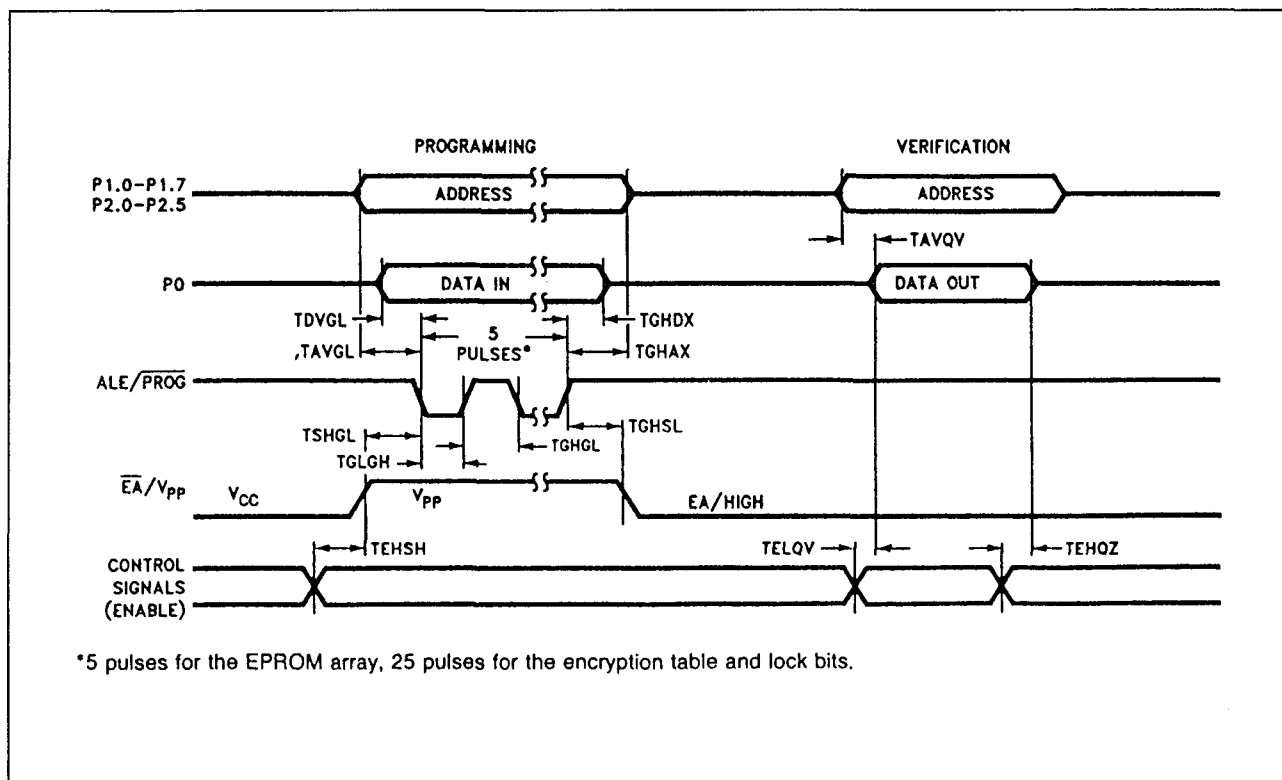 PROGRAMMING
VERIFICATION
P1.0–P1.7
P2.0–P2.5
ADDRESS
ADDRESS
TAVQV
P0
DATA IN
DATA OUT
TDVGL
5
PULSES*
TGHDX
,TAVGL
TGHAX
ALE/PROG
TSHGL
TGLGH
TGHGL
TGHSL
EA/VPP
VCC
VPP
EA/HIGH
TEHSH
TELQV
TEHQZ
CONTROL
SIGNALS
(ENABLE)
*5 pulses for the EPROM array, 25 pulses for the encryption table and lock bits.